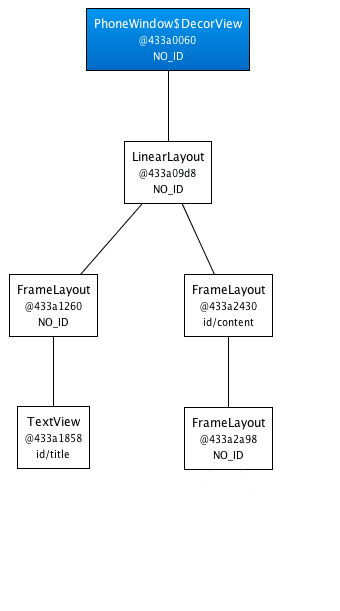 PhoneWindow$DecorView
@433a0060
NO_ID
LinearLayout
@433a09d8
NO_ID
FrameLayout
@433a1260
NO_ID
FrameLayout
@433a2430
id/content
TextView
@433a1858
id/title
FrameLayout
@433a2a98
NO_ID